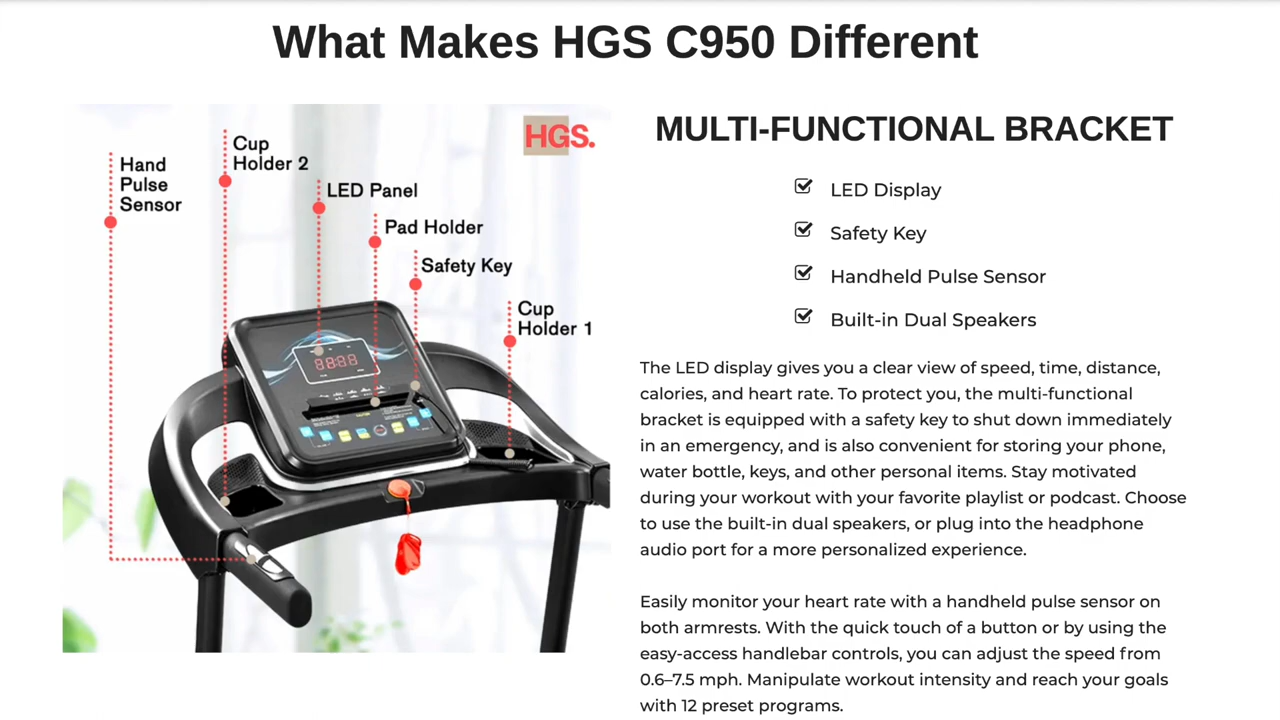 What Makes HGS C950 Different
HGS.
Cup
Holder 2
Hand
Pulse
Sensor
LED Panel
Pad Holder
Safety Key
Cup
Holder 1
MULTI-FUNCTIONAL BRACKET
LED Display
Safety Key
Handheld Pulse Sensor
Built-in Dual Speakers
The LED display gives you a clear view of speed, time, distance,
calories, and heart rate. To protect you, the multi-functional
bracket is equipped with a safety key to shut down immediately
in an emergency, and is also convenient for storing your phone,
water bottle, keys, and other personal items. Stay motivated
during your workout with your favorite playlist or podcast. Choose
to use the built-in dual speakers, or plug into the headphone
audio port for a more personalized experience.
Easily monitor your heart rate with a handheld pulse sensor on
both armrests. With the quick touch of a button or by using the
easy-access handlebar controls, you can adjust the speed from
0.6–7.5 mph. Manipulate workout intensity and reach your goals
with 12 preset programs.